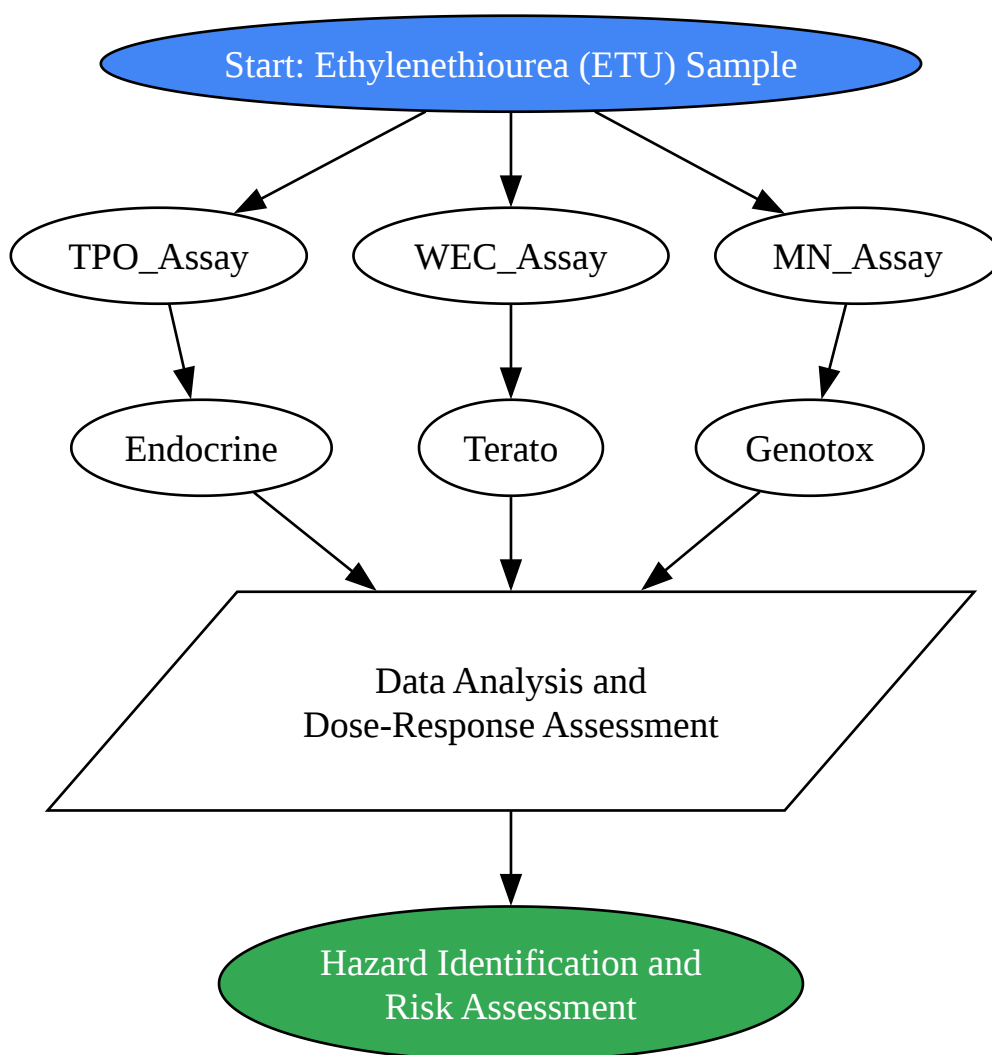 Start: Ethylenethiourea (ETU) Sample
TPO_Assay
WEC_Assay
MN_Assay
Endocrine
Terato
Genotox
Data Analysis and
Dose-Response Assessment
Hazard Identification and
Risk Assessment